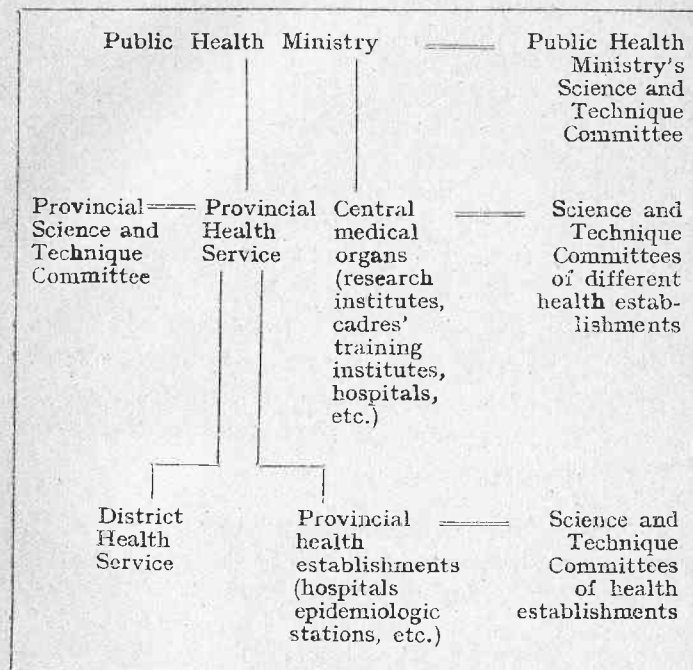 Public Health Ministry
Public Health
Ministry's
Science and
Technique
Committee
Provincial
Science and
Technique
Committee
Provincial
Health
Service
Central
medical
organs
(research
institutes,
cadres'
training
institutes,
hospitals,
etc.)
Science and
Technique
Committees
of different
health estab-
lishments
District
Health
Service
Provincial
health
establishments
(hospitals
epidemiologic
stations, etc.)
Science and
Technique
Committees
of health
establishments